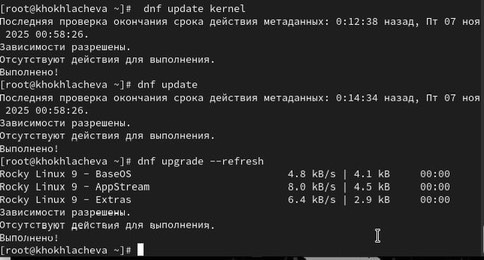 [root@khokhlacheva ~]#  dnf update kernel
Последняя проверка окончания срока действия метаданных: 0:12:38 назад, Пт 07 ноя
 2025 00:58:26.
Зависимости разрешены.
Отсутствуют действия для выполнения.
Выполнено!
[root@khokhlacheva ~]# dnf update
Последняя проверка окончания срока действия метаданных: 0:14:34 назад, Пт 07 ноя
 2025 00:58:26.
Зависимости разрешены.
Отсутствуют действия для выполнения.
Выполнено!
[root@khokhlacheva ~]# dnf upgrade --refresh
Rocky Linux 9 - BaseOS                          4.8 kB/s | 4.1 kB     00:00
Rocky Linux 9 - AppStream                       8.0 kB/s | 4.5 kB     00:00
Rocky Linux 9 - Extras                          6.4 kB/s | 2.9 kB     00:00
Зависимости разрешены.
Отсутствуют действия для выполнения.
Выполнено!
[root@khokhlacheva ~]#